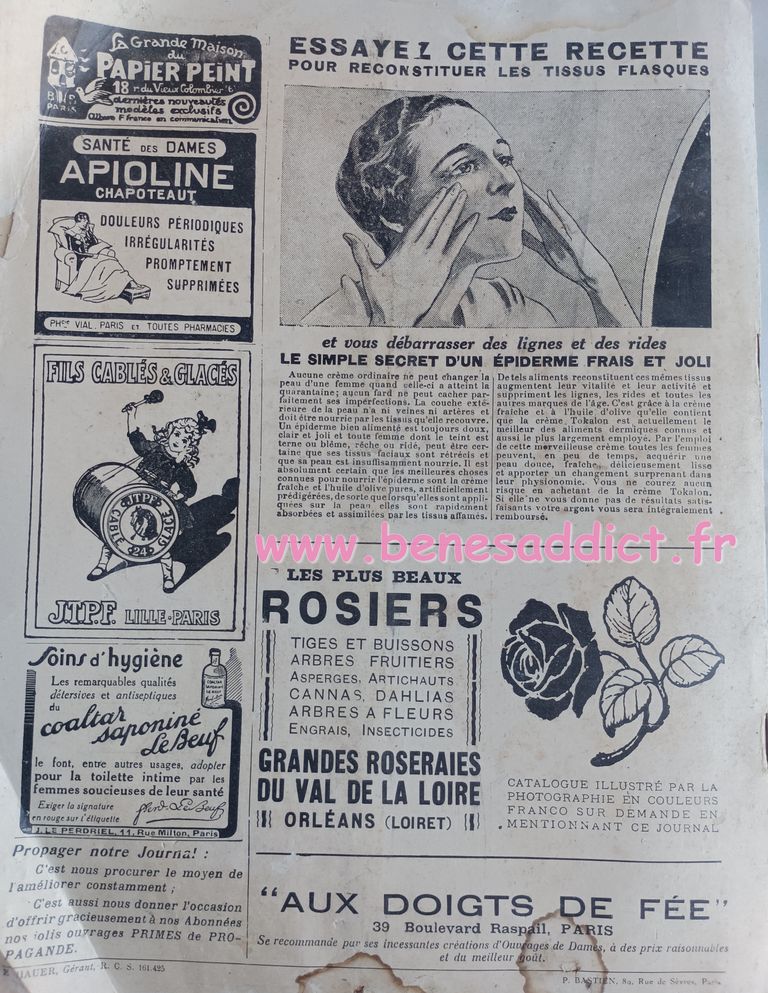 La Grande Maison
du
PAPIER PEINT
18 r. du Vieux Colombier
PARIS
dernières nouveautés
modèles exclusifs
Album Franco en communication
SANTÉ DES DAMES
APIOLINE
CHAPOTEAUT
DOULEURS PÉRIODIQUES
IRRÉGULARITÉS
PROMPTEMENT
SUPPRIMÉES
PHIE VIAL. PARIS ET TOUTES PHARMACIES
FILS CABLÉS & GLACÉS
J.T.P.F.
CABLÉ
GLACÉ
24
J.T.P.F. LILLE-PARIS
Soins d'hygiène
Les remarquables qualités
détersives et antiseptiques
du
coaltar
saponiné
Le Beuf
le font, entre autres usages, adopter
pour la toilette intime par les
femmes soucieuses de leur santé
Exiger la signature
en rouge sur l'étiquette
J. LE PERDRIEL, 11, Rue Milton, Paris
Propager notre Journal :
C'est nous procurer le moyen de
l'améliorer constamment ;
C'est aussi nous donner l'occasion
d'offrir gracieusement à nos Abonnées
nos jolis ouvrages PRIMES de PRO-
PAGANDE.
ESSAYEZ CETTE RECETTE
POUR RECONSTITUER LES TISSUS FLASQUES
et vous débarrasser des lignes et des rides
LE SIMPLE SECRET D'UN ÉPIDERME FRAIS ET JOLI
Aucune crème ordinaire ne peut changer la
peau d'une femme quand celle-ci a atteint la
quarantaine; aucun fard ne peut cacher par-
faitement ses imperfections. La couche exté-
rieure de la peau n'a ni veines ni artères et
doit être nourrie par les tissus qu'elle recouvre.
Un épiderme bien alimenté est toujours doux,
clair et joli et toute femme dont le teint est
terne ou blême, rêche ou ridé, peut être cer-
taine que ses tissus faciaux sont rétrécis et
que sa peau est insuffisamment nourrie. Il est
absolument certain que les meilleures choses
connues pour nourrir l'épiderme sont la crème
fraîche et l'huile d'olive pures, artificiellement
prédigérées, de sorte que lorsqu'elles sont appli-
quées sur la peau elles sont rapidement
absorbées et assimilées par les tissus affamés.
De tels aliments reconstituent ces mêmes tissus
augmentent leur vitalité et leur activité et
suppriment les lignes, les rides et toutes les
autres marques de l'âge. C'est grâce à la crème
fraîche et à l'huile d'olive qu'elle contient
que la crème Tokalon est actuellement le
meilleur des aliments dermiques connus et
aussi le plus largement employé. Par l'emploi
de cette merveilleuse crème toutes les femmes
peuvent, en peu de temps, acquérir une
peau douce, fraîche, délicieusement lisse
et apporter un changement surprenant dans
leur physionomie. Vous ne courez aucun
risque en achetant de la crème Tokalon.
Si elle ne vous donne pas de résultats satis-
faisants votre argent vous sera intégralement
remboursé.
www.benesaddict.fr
LES PLUS BEAUX
ROSIERS
TIGES ET BUISSONS
ARBRES FRUITIERS
ASPERGES, ARTICHAUTS
CANNAS, DAHLIAS
ARBRES A FLEURS
ENGRAIS, INSECTICIDES
GRANDES ROSERAIES
DU VAL DE LA LOIRE
ORLÉANS (LOIRET)
CATALOGUE ILLUSTRÉ PAR LA
PHOTOGRAPHIE EN COULEURS
FRANCO SUR DEMANDE EN
MENTIONNANT CE JOURNAL
"AUX DOIGTS DE FÉE"
39 Boulevard Raspail, PARIS
Se recommande par ses incessantes créations d'Ouvrages de Dames, à des prix raisonnables
et du meilleur goût.
Gérant, R. C. S. 161.425
P. BASTIEN, 89, Rue de Sèvres, Paris